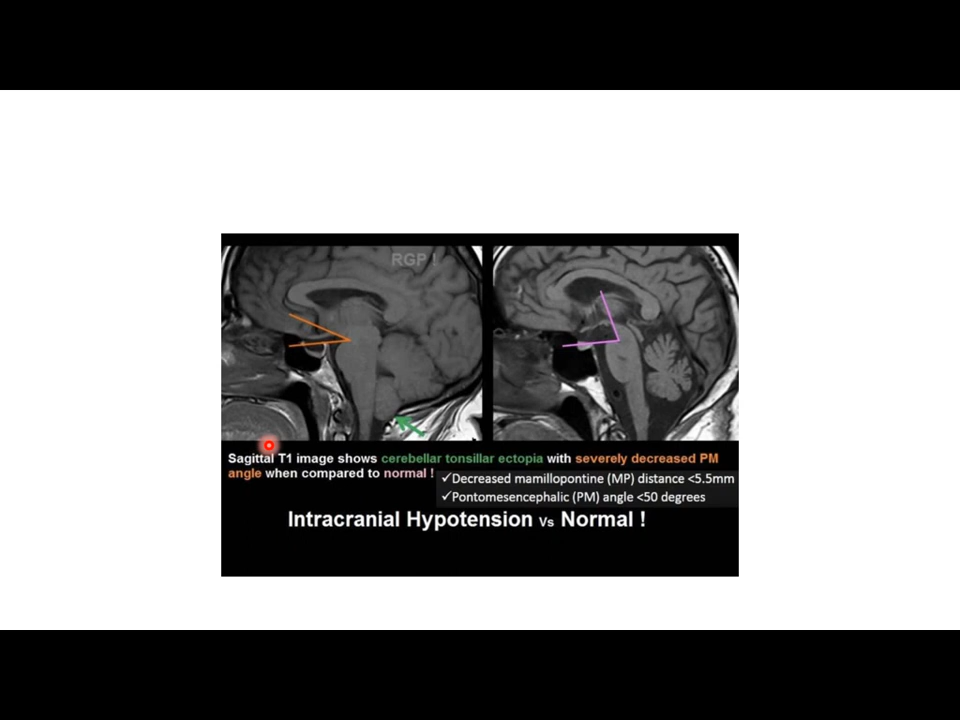 RGP !
Sagittal T1 image shows cerebellar tonsillar ectopia with severely decreased PM
angle when compared to normal !
✓Decreased mamillopontine (MP) distance <5.5mm
✓Pontomesencephalic (PM) angle <50 degrees
Intracranial Hypotension Vs Normal !